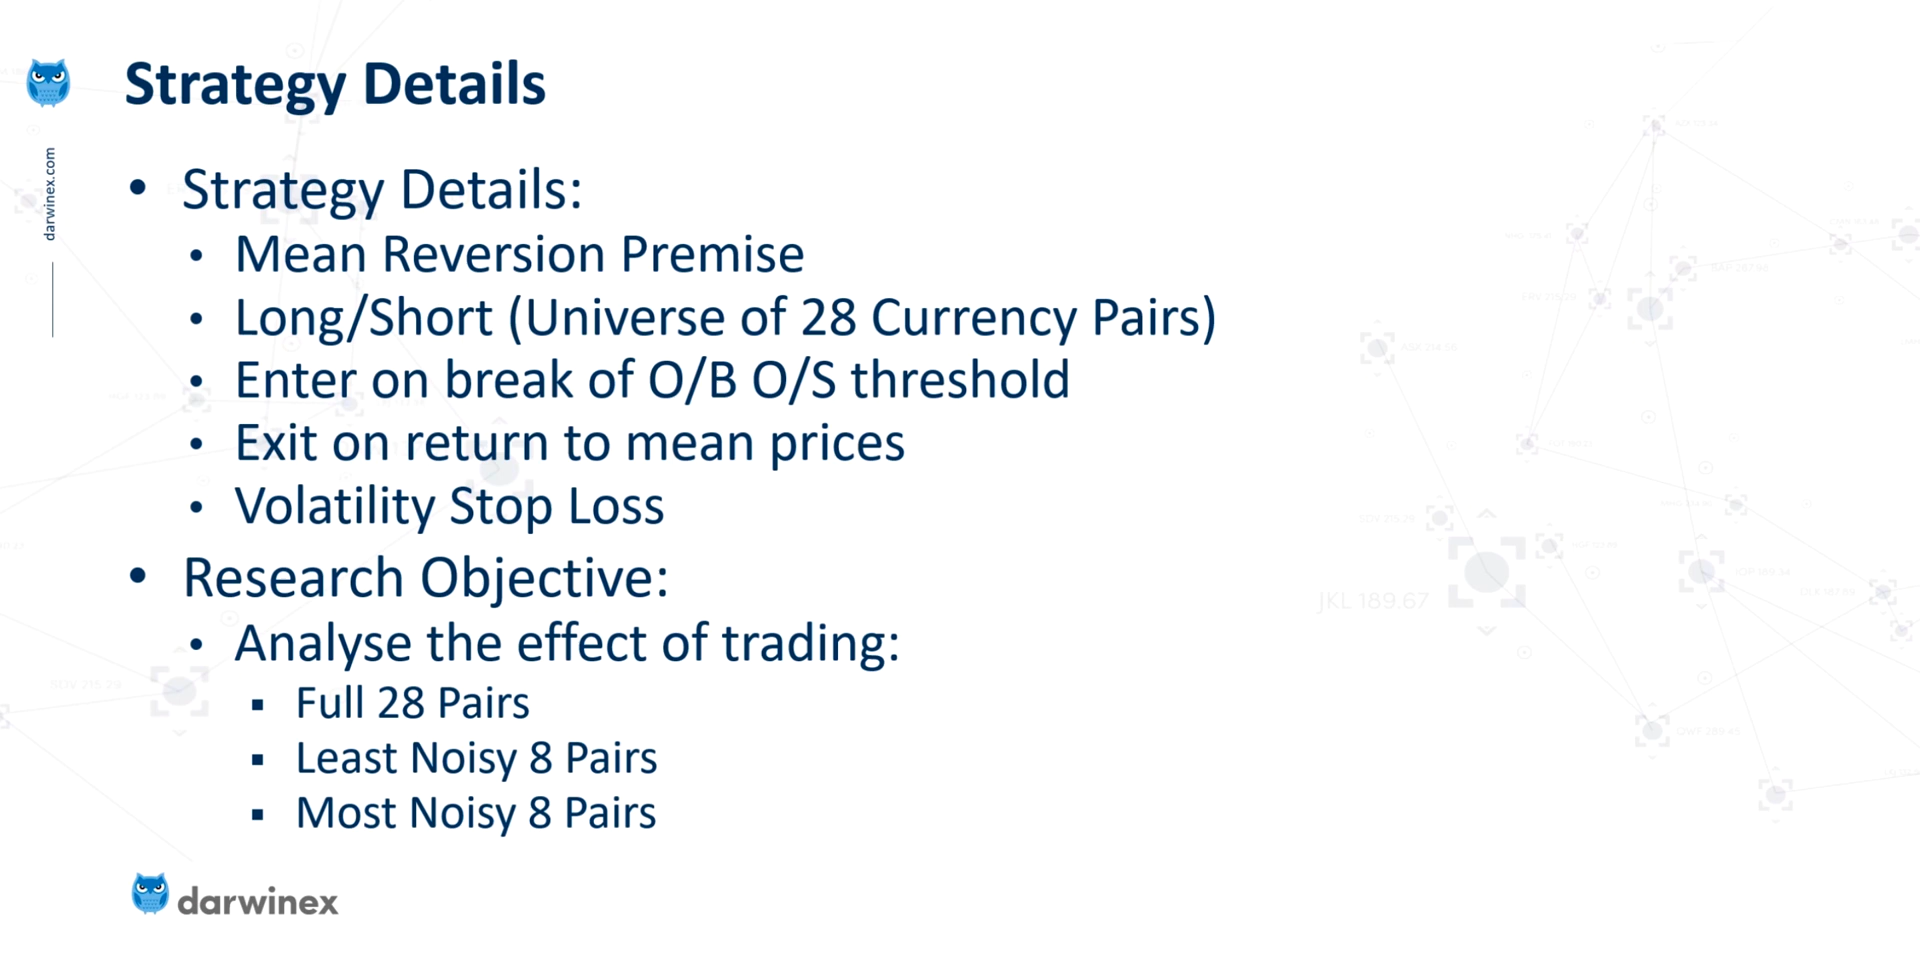 Strategy Details
darwinex.com
• Strategy Details:
• Mean Reversion Premise
• Long/Short (Universe of 28 Currency Pairs)
• Enter on break of O/B O/S threshold
• Exit on return to mean prices
• Volatility Stop Loss
• Research Objective:
• Analyse the effect of trading:
▪ Full 28 Pairs
▪ Least Noisy 8 Pairs
▪ Most Noisy 8 Pairs
JKL 189.67
darwinex